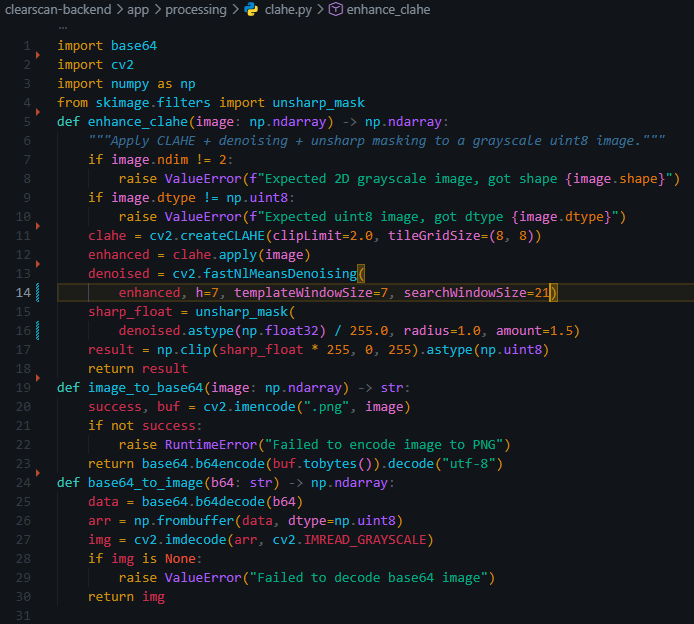 clearscan-backend > app > processing > clahe.py > enhance_clahe
...
1 import base64
2 import cv2
3 import numpy as np
4 from skimage.filters import unsharp_mask
5 def enhance_clahe(image: np.ndarray) -> np.ndarray:
6     """Apply CLAHE + denoising + unsharp masking to a grayscale uint8 image."""
7     if image.ndim != 2:
8         raise ValueError(f"Expected 2D grayscale image, got shape {image.shape}")
9     if image.dtype != np.uint8:
10         raise ValueError(f"Expected uint8 image, got dtype {image.dtype}")
11     clahe = cv2.createCLAHE(clipLimit=2.0, tileGridSize=(8, 8))
12     enhanced = clahe.apply(image)
13     denoised = cv2.fastNlMeansDenoising(
14         enhanced, h=7, templateWindowSize=7, searchWindowSize=21)
15     sharp_float = unsharp_mask(
16         denoised.astype(np.float32) / 255.0, radius=1.0, amount=1.5)
17     result = np.clip(sharp_float * 255, 0, 255).astype(np.uint8)
18     return result
19 def image_to_base64(image: np.ndarray) -> str:
20     success, buf = cv2.imencode(".png", image)
21     if not success:
22         raise RuntimeError("Failed to encode image to PNG")
23     return base64.b64encode(buf.tobytes()).decode("utf-8")
24 def base64_to_image(b64: str) -> np.ndarray:
25     data = base64.b64decode(b64)
26     arr = np.frombuffer(data, dtype=np.uint8)
27     img = cv2.imdecode(arr, cv2.IMREAD_GRAYSCALE)
28     if img is None:
29         raise ValueError("Failed to decode base64 image")
30     return img
31